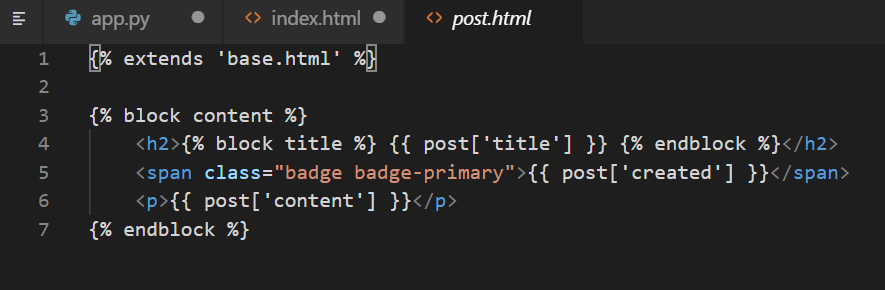 app.py index.html post.html
1 {% extends 'base.html' %}
2
3 {% block content %}
4     <h2>{% block title %} {{ post['title'] }} {% endblock %}</h2>
5     <span class="badge badge-primary">{{ post['created'] }}</span>
6     <p>{{ post['content'] }}</p>
7 {% endblock %}